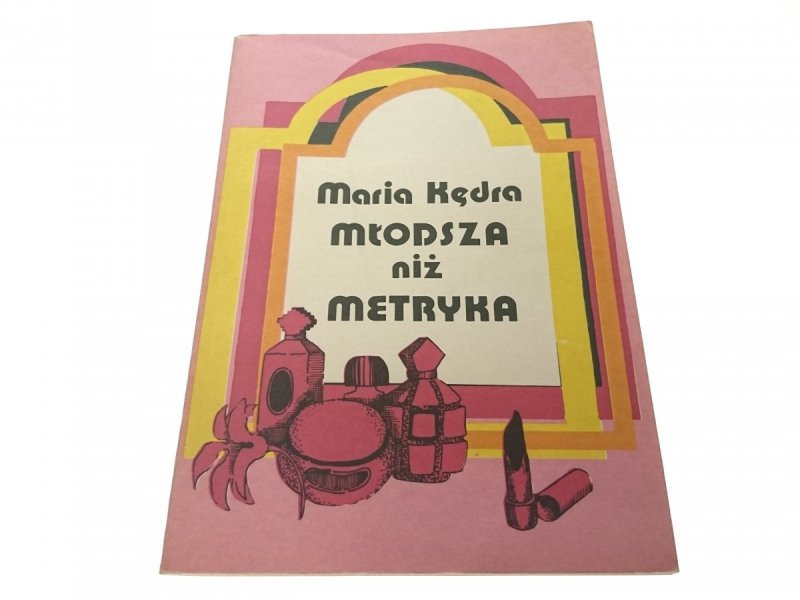 Maria Kędra
MŁODSZA
niż
METRYKA